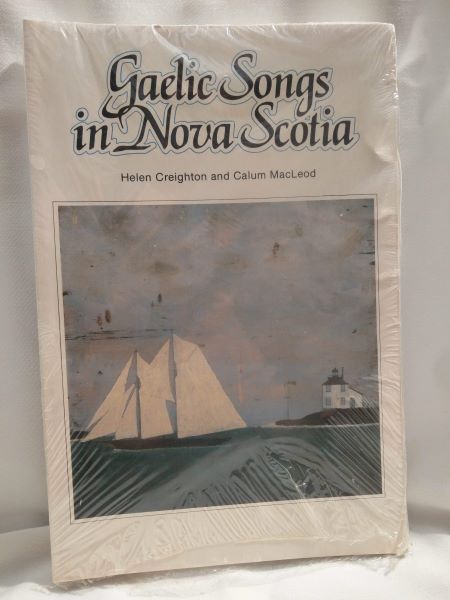 Gaelic Songs
in Nova Scotia
Helen Creighton and Calum MacLeod